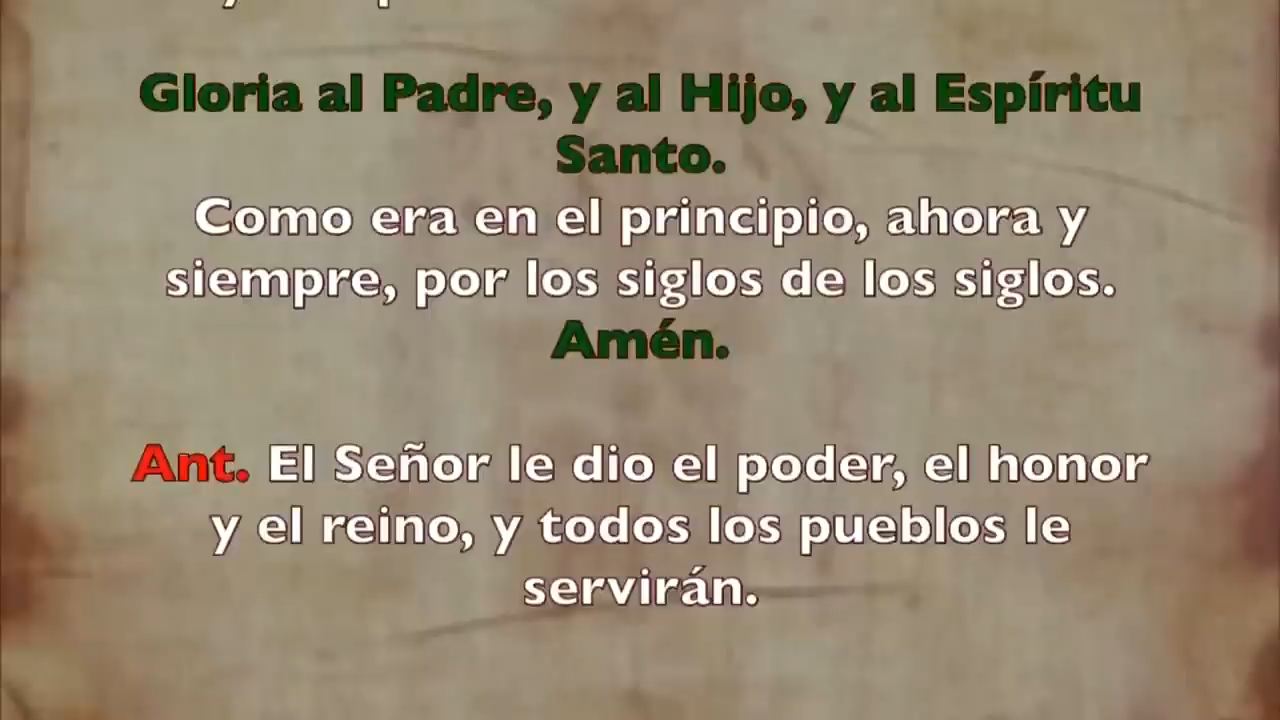 Gloria al Padre, y al Hijo, y al Espíritu
Santo.
Como era en el principio, ahora y
siempre, por los siglos de los siglos.
Amén.
Ant. El Señor le dio el poder, el honor
y el reino, y todos los pueblos le
servirán.